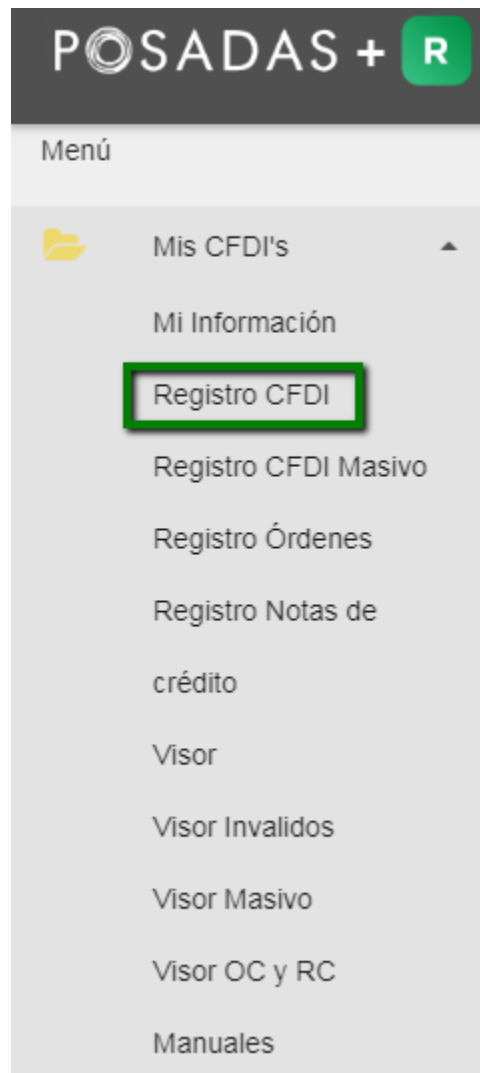 POSADAS + R
Menú
Mis CFDI's
Mi Información
Registro CFDI
Registro CFDI Masivo
Registro Órdenes
Registro Notas de
crédito
Visor
Visor Invalidos
Visor Masivo
Visor OC y RC
Manuales